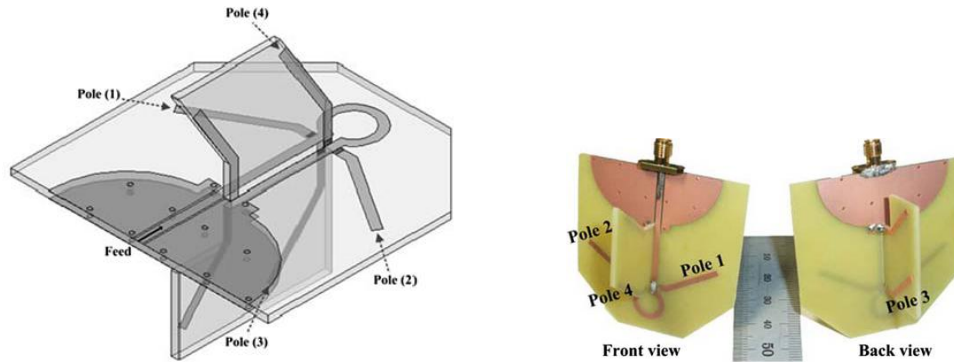 Pole (4)
Pole (1)
Feed
Pole (2)
Pole (3)
Pole 2
Pole 1
Pole 4
Pole 3
50
Front view
Back view